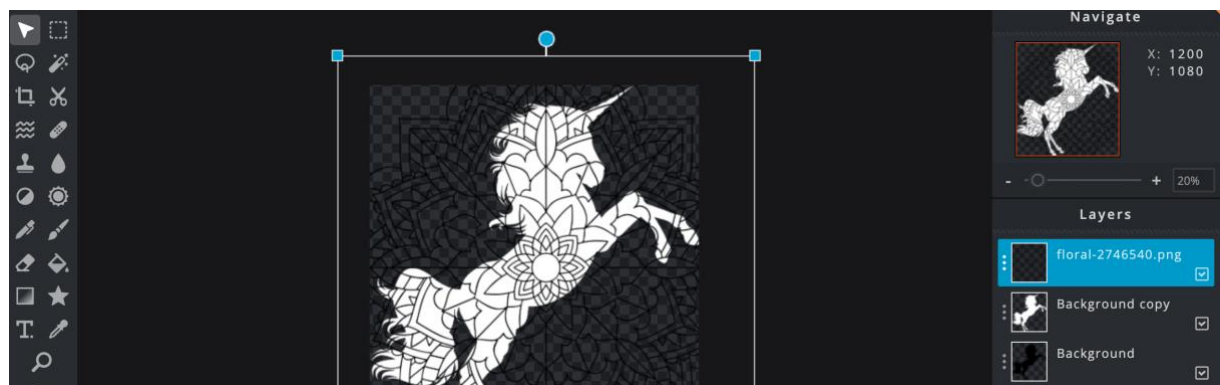 Navigate
X: 1200
Y: 1080
- + 20%
Layers
floral-2746540.png
Background copy
Background